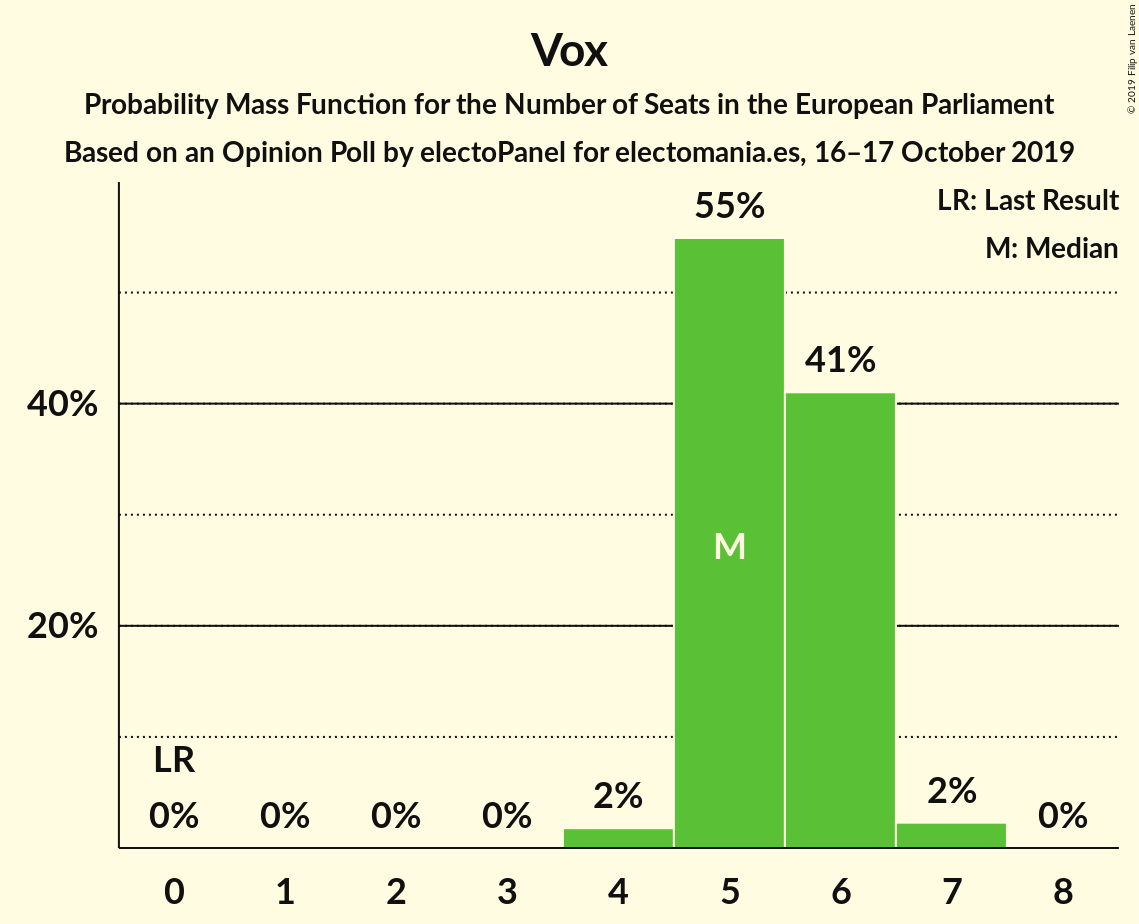 Vox
Probability Mass Function for the Number of Seats in the European Parliament
Based on an Opinion Poll by electoPanel for electomania.es, 16–17 October 2019
© 2019 Filip van Laenen
LR: Last Result
M: Median
55%
41%
40%
M
20%
LR
0%
0%
0%
0%
2%
2%
0%
0
1
2
3
4
5
6
7
8